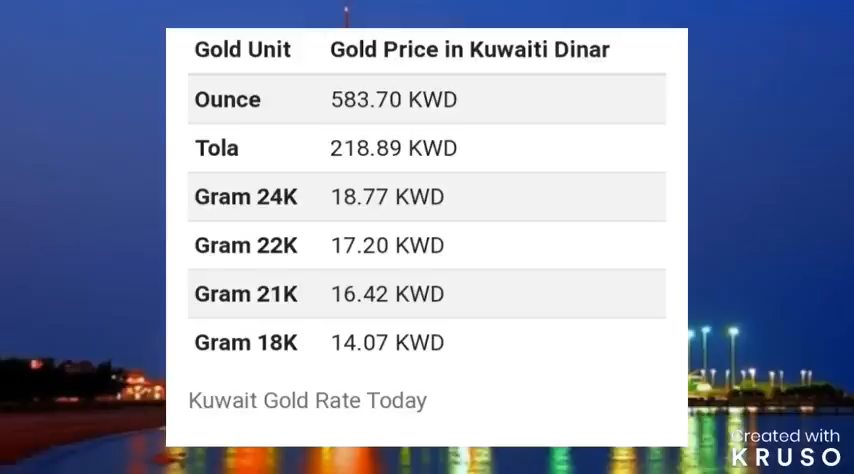 Gold Unit Gold Price in Kuwaiti Dinar
Ounce 583.70 KWD
Tola 218.89 KWD
Gram 24K 18.77 KWD
Gram 22K 17.20 KWD
Gram 21K 16.42 KWD
Gram 18K 14.07 KWD
Kuwait Gold Rate Today
Created with
KRUSO